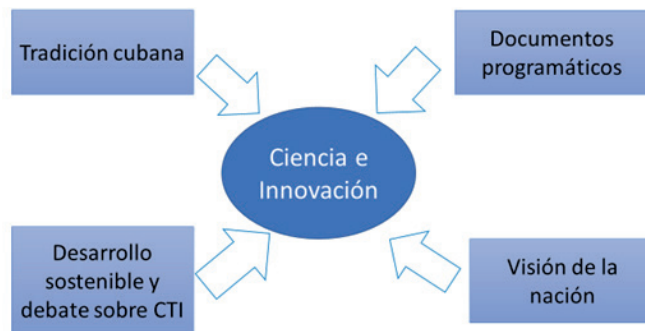 Tradición cubana
Documentos
programáticos
Ciencia e
Innovación
Desarrollo
sostenible y
debate sobre CTI
Visión de la
nación